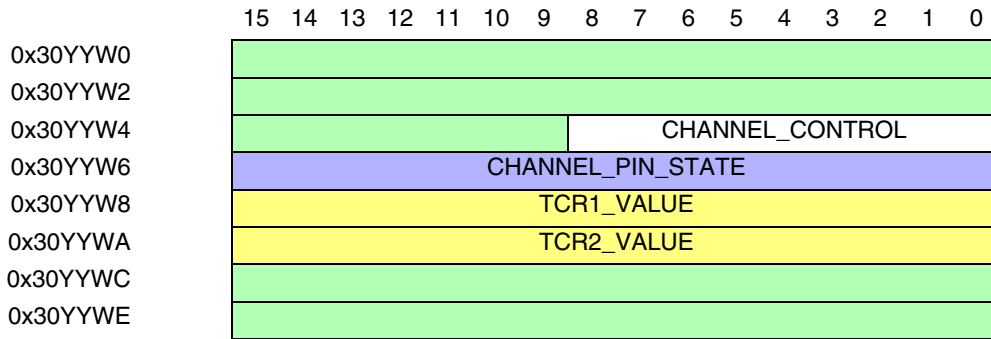 15 14 13 12 11 10 9 8 7 6 5 4 3 2 1 0
0x30YYW0
0x30YYW2
0x30YYW4 CHANNEL_CONTROL
0x30YYW6 CHANNEL_PIN_STATE
0x30YYW8 TCR1_VALUE
0x30YYWA TCR2_VALUE
0x30YYWC
0x30YYWE